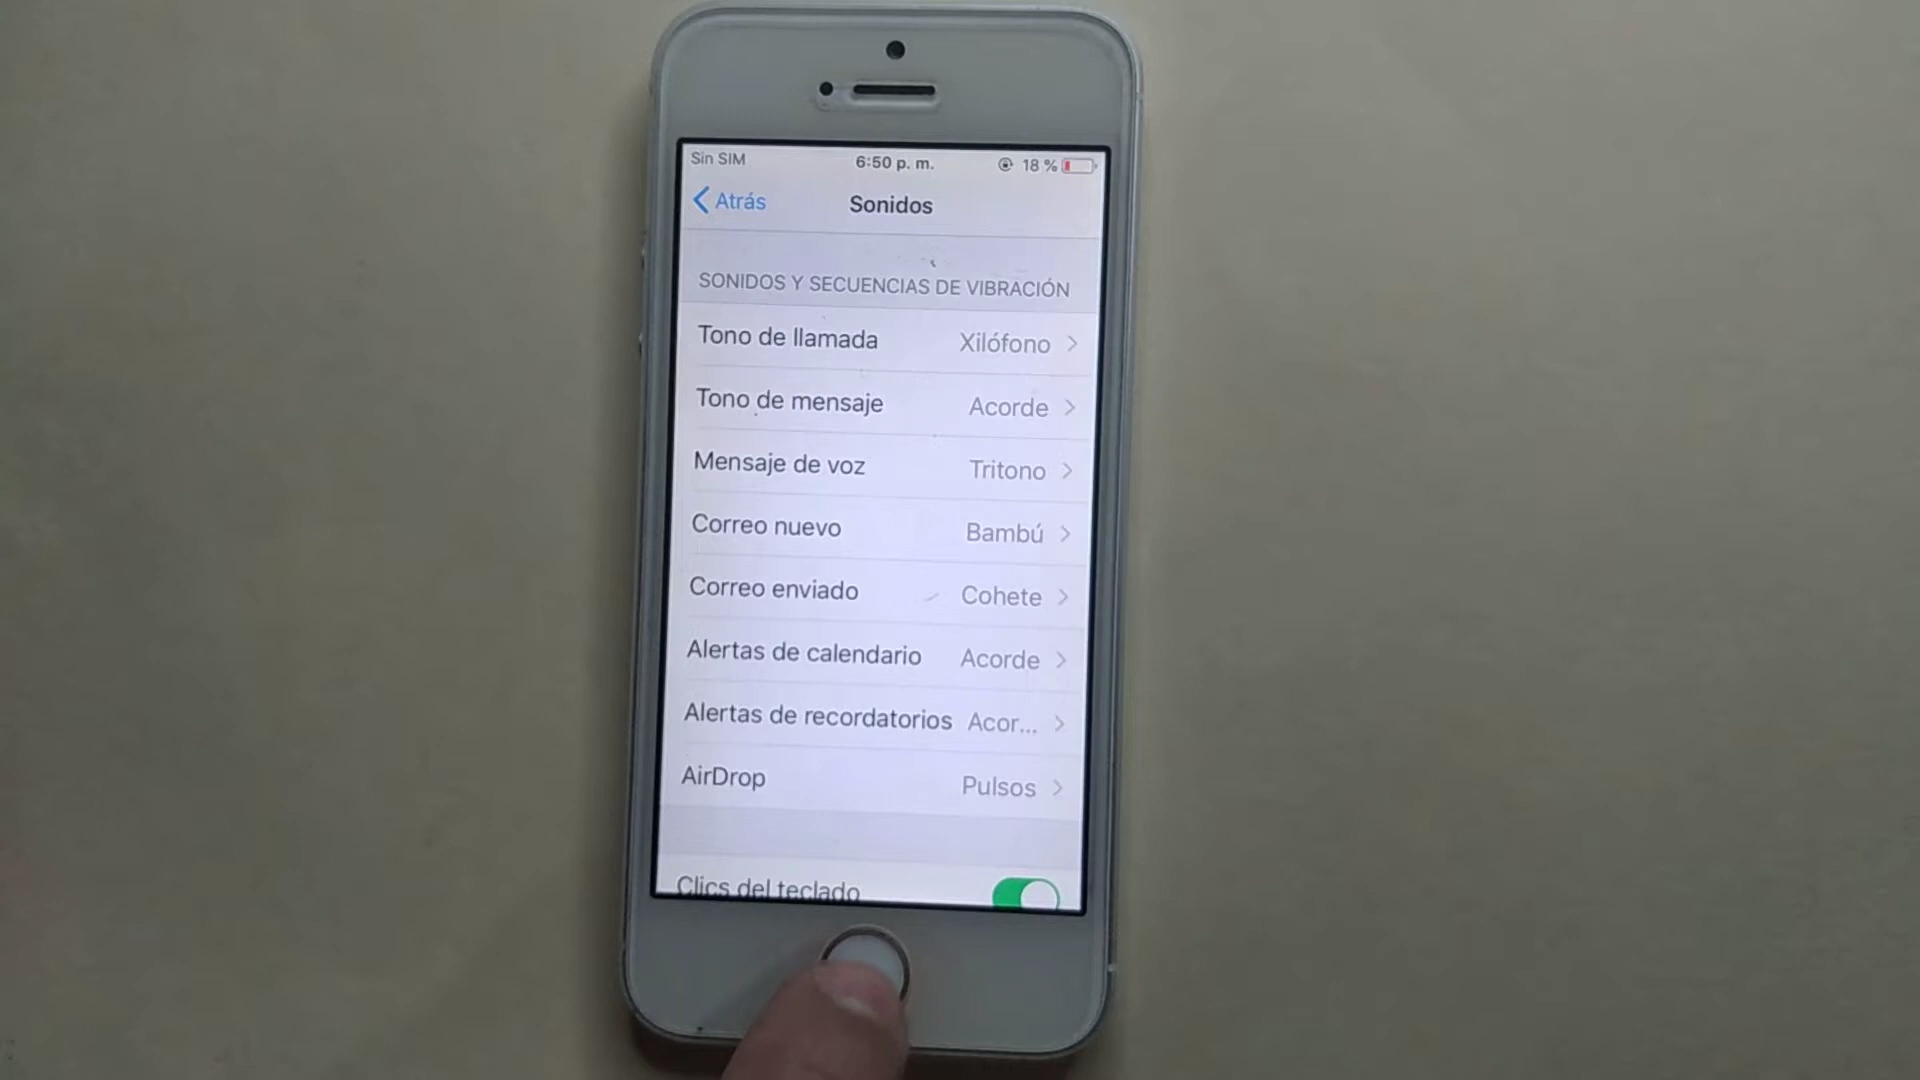 Sin SIM 6:50 p. m. 18 %
Atrás Sonidos
SONIDOS Y SECUENCIAS DE VIBRACIÓN
Tono de llamada Xilófono
Tono de mensaje Acorde
Mensaje de voz Tritono
Correo nuevo Bambú
Correo enviado Cohete
Alertas de calendario Acorde
Alertas de recordatorios Acor...
AirDrop Pulsos
Clics del teclado